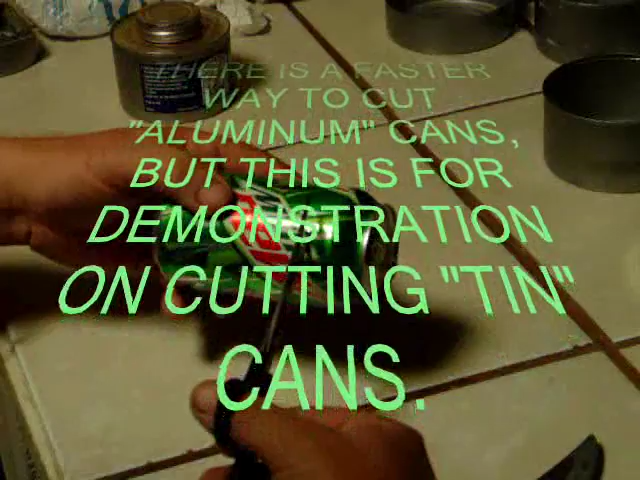 THERE IS A FASTER
WAY TO CUT
"ALUMINUM" CANS,
BUT THIS IS FOR
DEMONSTRATION
ON CUTTING "TIN"
CANS.